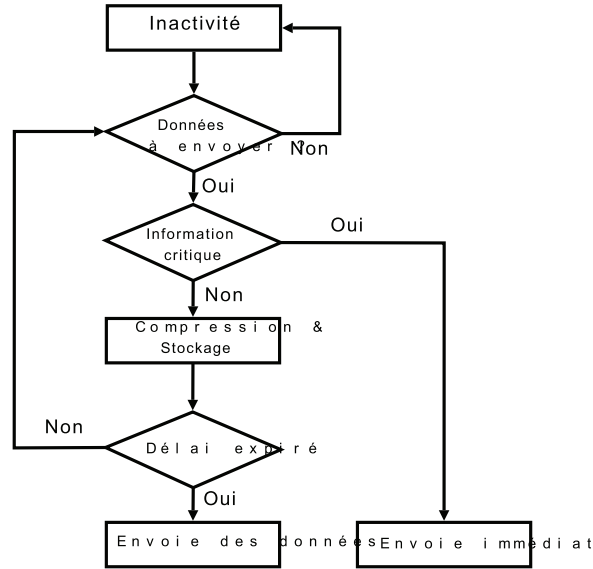 Inactivité
Données
à envoyer ?
Non
Oui
Information
critique
Oui
Non
Compression &
Stockage
Délai expiré
Non
Oui
Envoie des données
Envoie immédiat